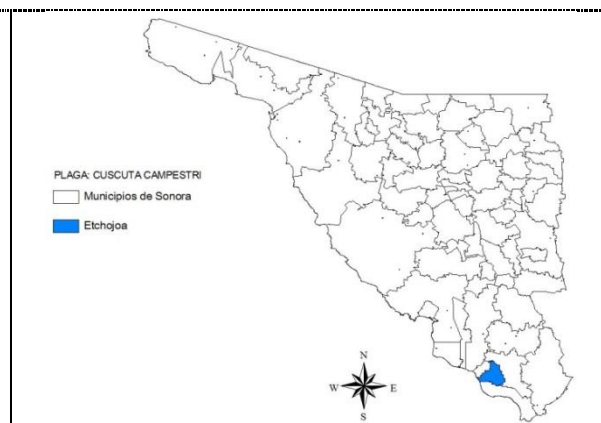 PLAGA: CUSCUTA CAMPESTRI
Municipios de Sonora
Etchojoa
N
W E
S